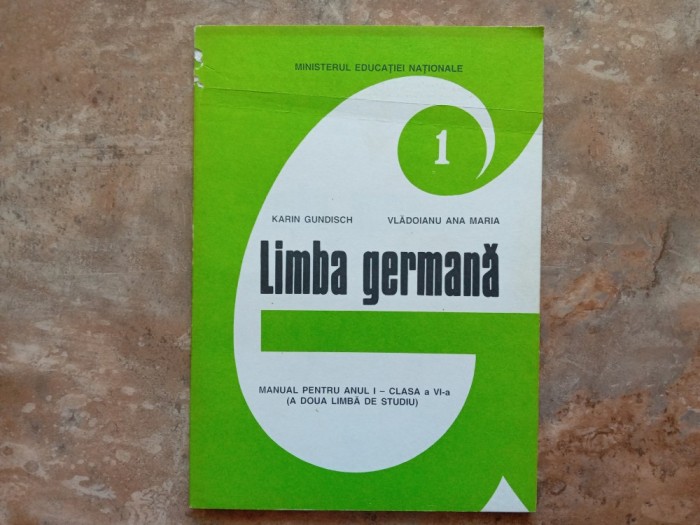 MINISTERUL EDUCAȚIEI NAȚIONALE
1
KARIN GUNDISCH VLĂDOIANU ANA MARIA
Limba germană
MANUAL PENTRU ANUL I – CLASA a VI-a
(A DOUA LIMBĂ DE STUDIU)